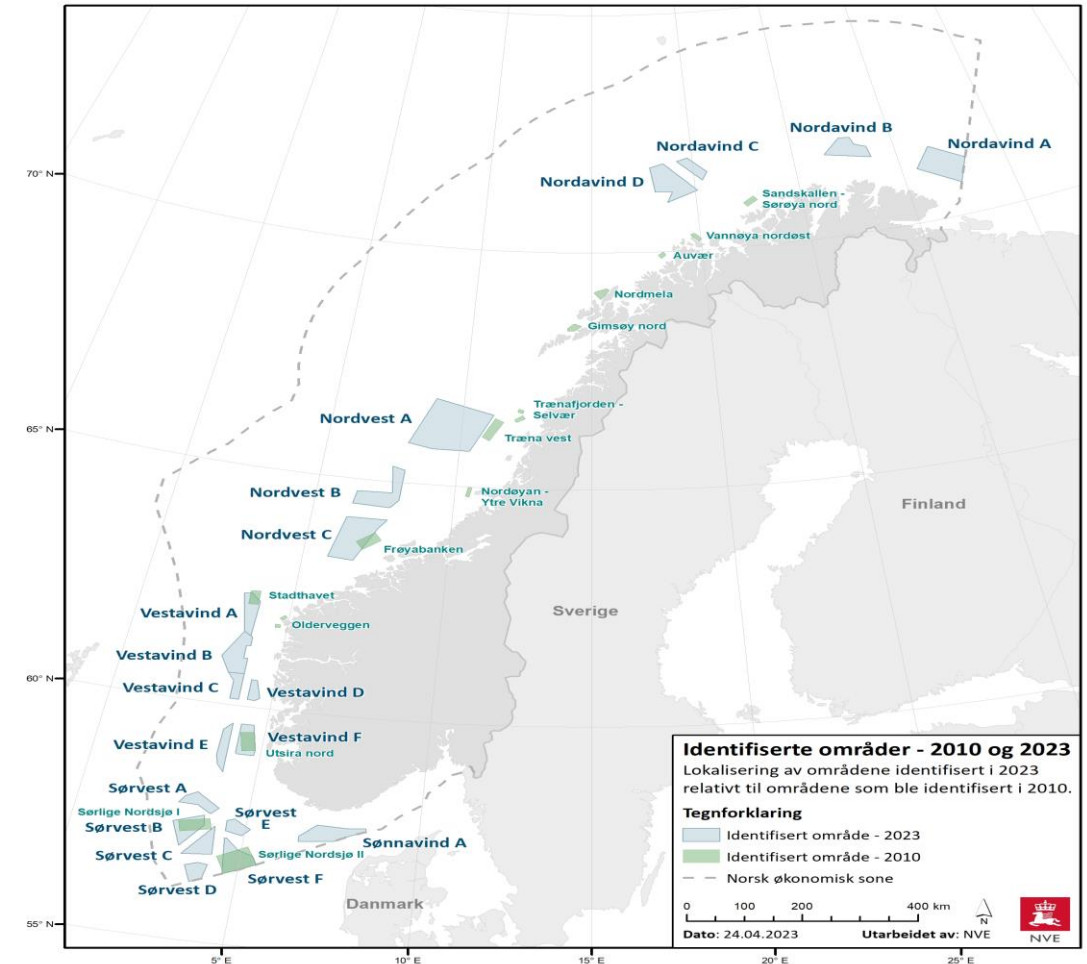 Nordavind B
Nordavind A
Nordavind C
Nordavind D
70° N
Sandskallen -
Sørøya nord
Vannøya nordøst
Auvær
Nordmela
Gimsøy nord
Trænafjorden -
Selvær
Nordvest A
65° N
Træna vest
Nordvest B
Nordøyan -
Ytre Vikna
Finland
Nordvest C
Frøyabanken
Stadthavet
Vestavind A
Sverige
Olderveggen
Vestavind B
60° N
Vestavind C
Vestavind D
Vestavind E
Vestavind F
Utsira nord
Sørvest A
Sørlige Nordsjø I
Sørvest B
Sørvest
E
Sønnavind A
Sørvest C
Sørlige Nordsjø II
Sørvest D
Sørvest F
Danmark
55° N
5° E
10° E
15° E
20° E
25° E
Identifiserte områder - 2010 og 2023
Lokalisering av områdene identifisert i 2023
relativt til områdene som ble identifisert i 2010.
Tegnforklaring
Identifisert område - 2023
Identifisert område - 2010
Norsk økonomisk sone
0 100 200 400 km
N
Dato: 24.04.2023 Utarbeidet av: NVE
NVE